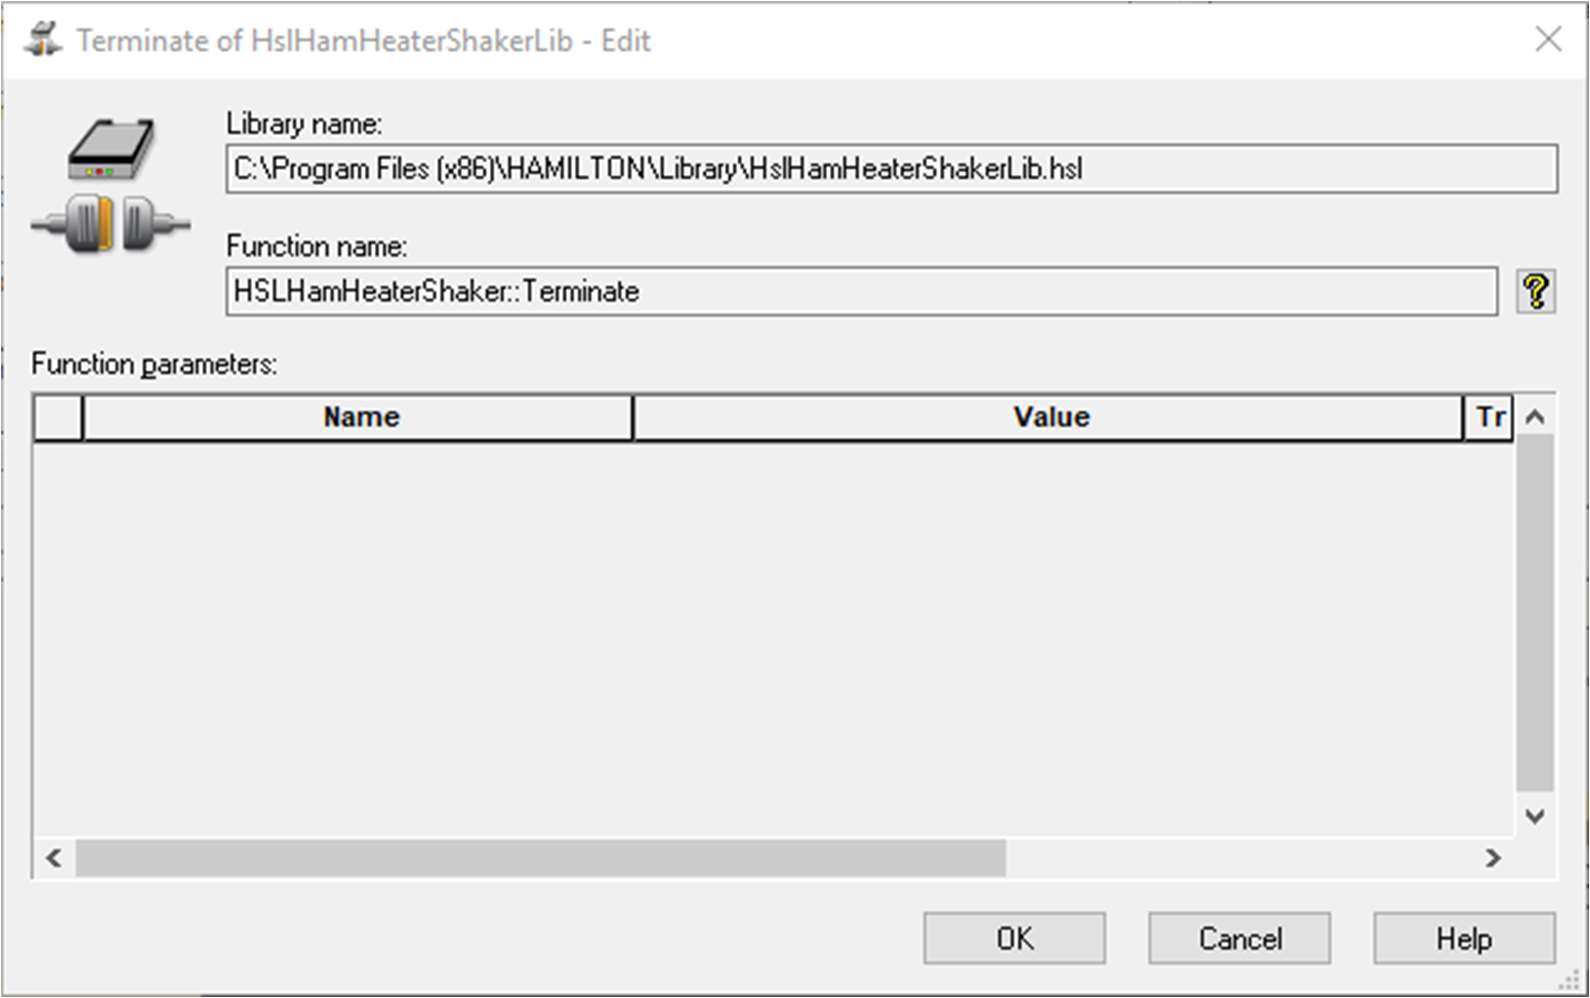 Terminate of HslHamHeaterShakerLib - Edit
Library name:
C:\Program Files (x86)\HAMILTON\Library\HslHamHeaterShakerLib.hsl
Function name:
HSLHamHeaterShaker::Terminate
Function parameters:
Name Value Tr
OK Cancel Help